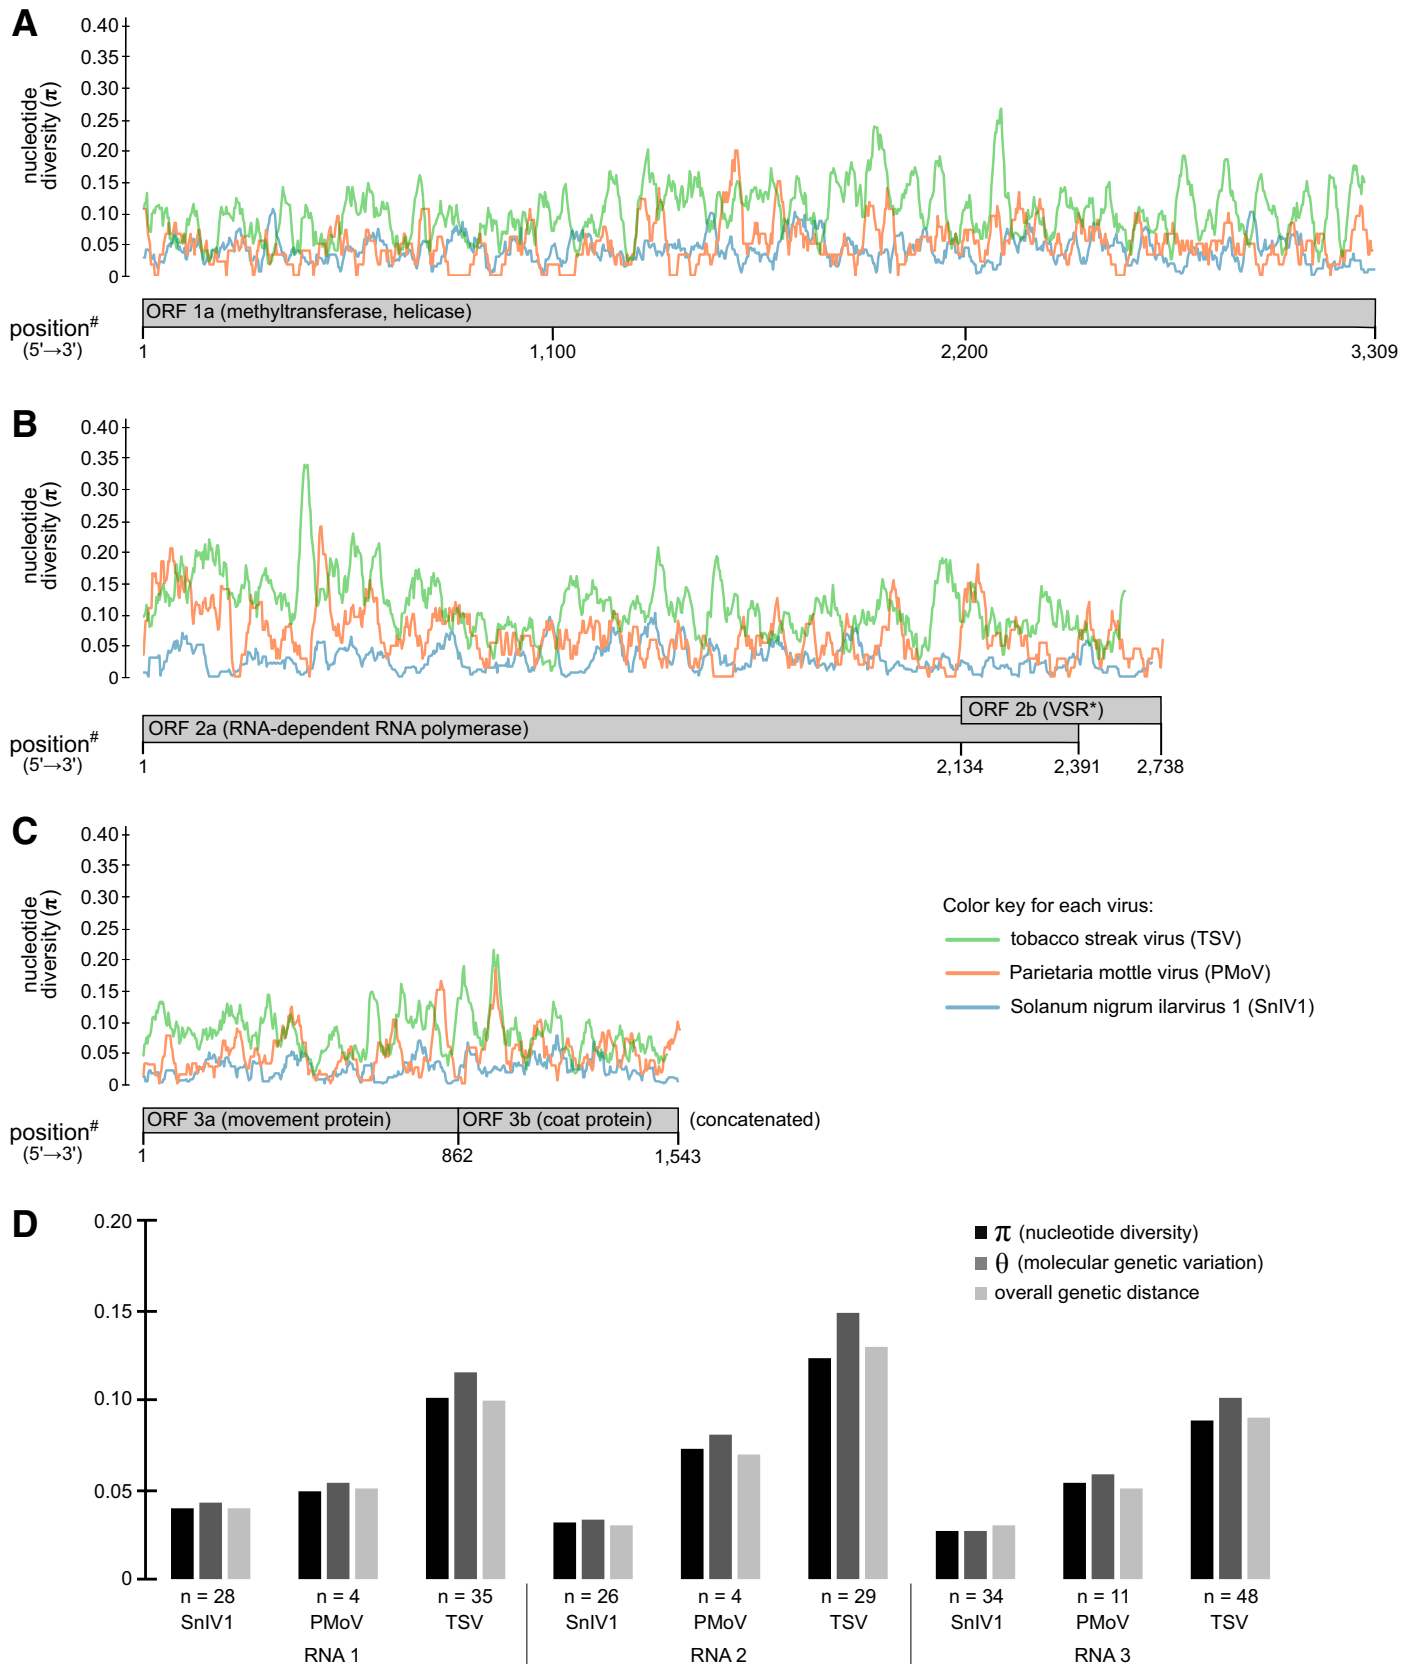 A
0.40
0.35
0.30
0.25
0.20
0.15
0.10
0.05
0
nucleotide
diversity (π)
ORF 1a (methyltransferase, helicase)
position#
(5'→3')
1
1,100
2,200
3,309
B
0.40
0.35
0.30
0.25
0.20
0.15
0.10
0.05
0
nucleotide
diversity (π)
ORF 2b (VSR*)
ORF 2a (RNA-dependent RNA polymerase)
position#
(5'→3')
1
2,134
2,391
2,738
C
0.40
0.35
0.30
0.25
0.20
0.15
0.10
0.05
0
nucleotide
diversity (π)
Color key for each virus:
tobacco streak virus (TSV)
Parietaria mottle virus (PMoV)
Solanum nigrum ilarvirus 1 (SnIV1)
ORF 3a (movement protein)
ORF 3b (coat protein)
(concatenated)
position#
(5'→3')
1
862
1,543
D
0.20
0.15
0.10
0.05
0
π (nucleotide diversity)
θ (molecular genetic variation)
overall genetic distance
n = 28
n = 4
n = 35
n = 26
n = 4
n = 29
n = 34
n = 11
n = 48
SnIV1
PMoV
TSV
SnIV1
PMoV
TSV
SnIV1
PMoV
TSV
RNA 1
RNA 2
RNA 3